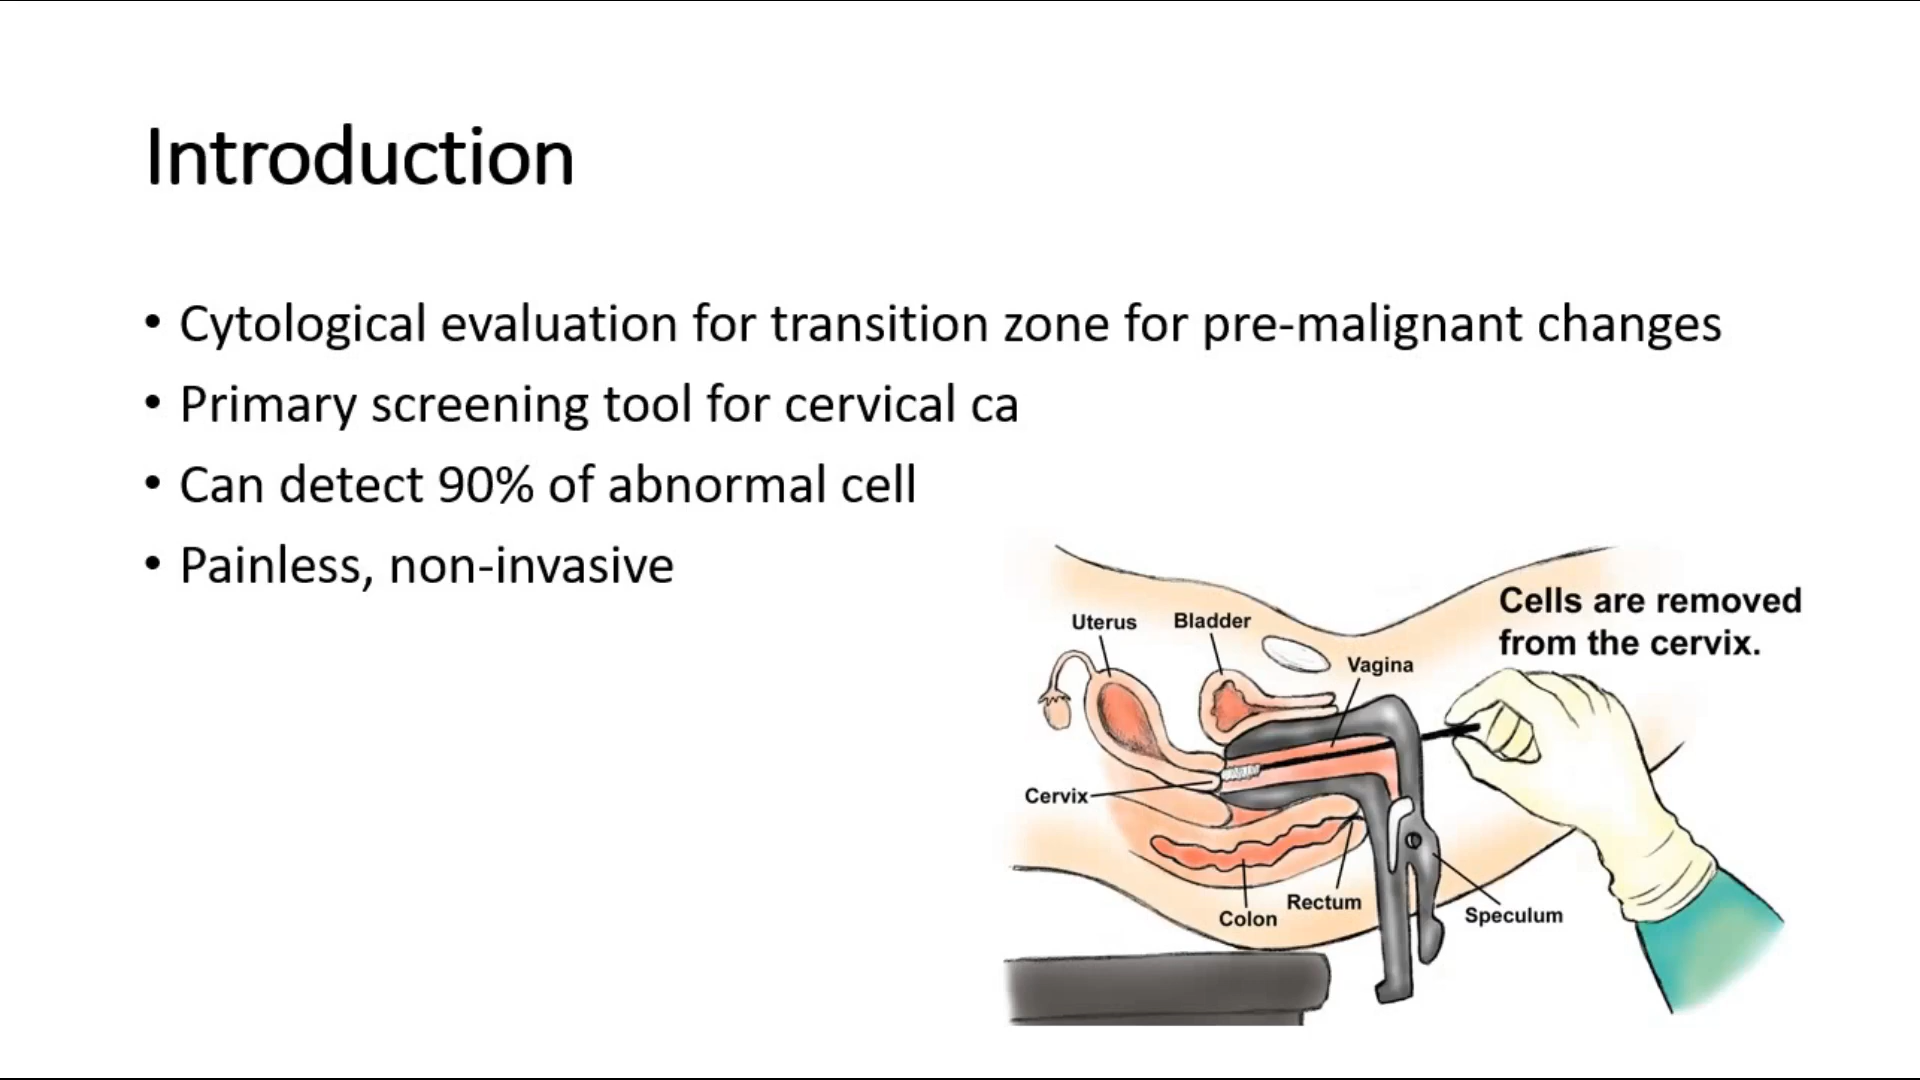 Introduction
• Cytological evaluation for transition zone for pre-malignant changes
• Primary screening tool for cervical ca
• Can detect 90% of abnormal cell
• Painless, non-invasive
Cells are removed
from the cervix.
Uterus
Bladder
Vagina
Cervix
Colon
Rectum
Speculum